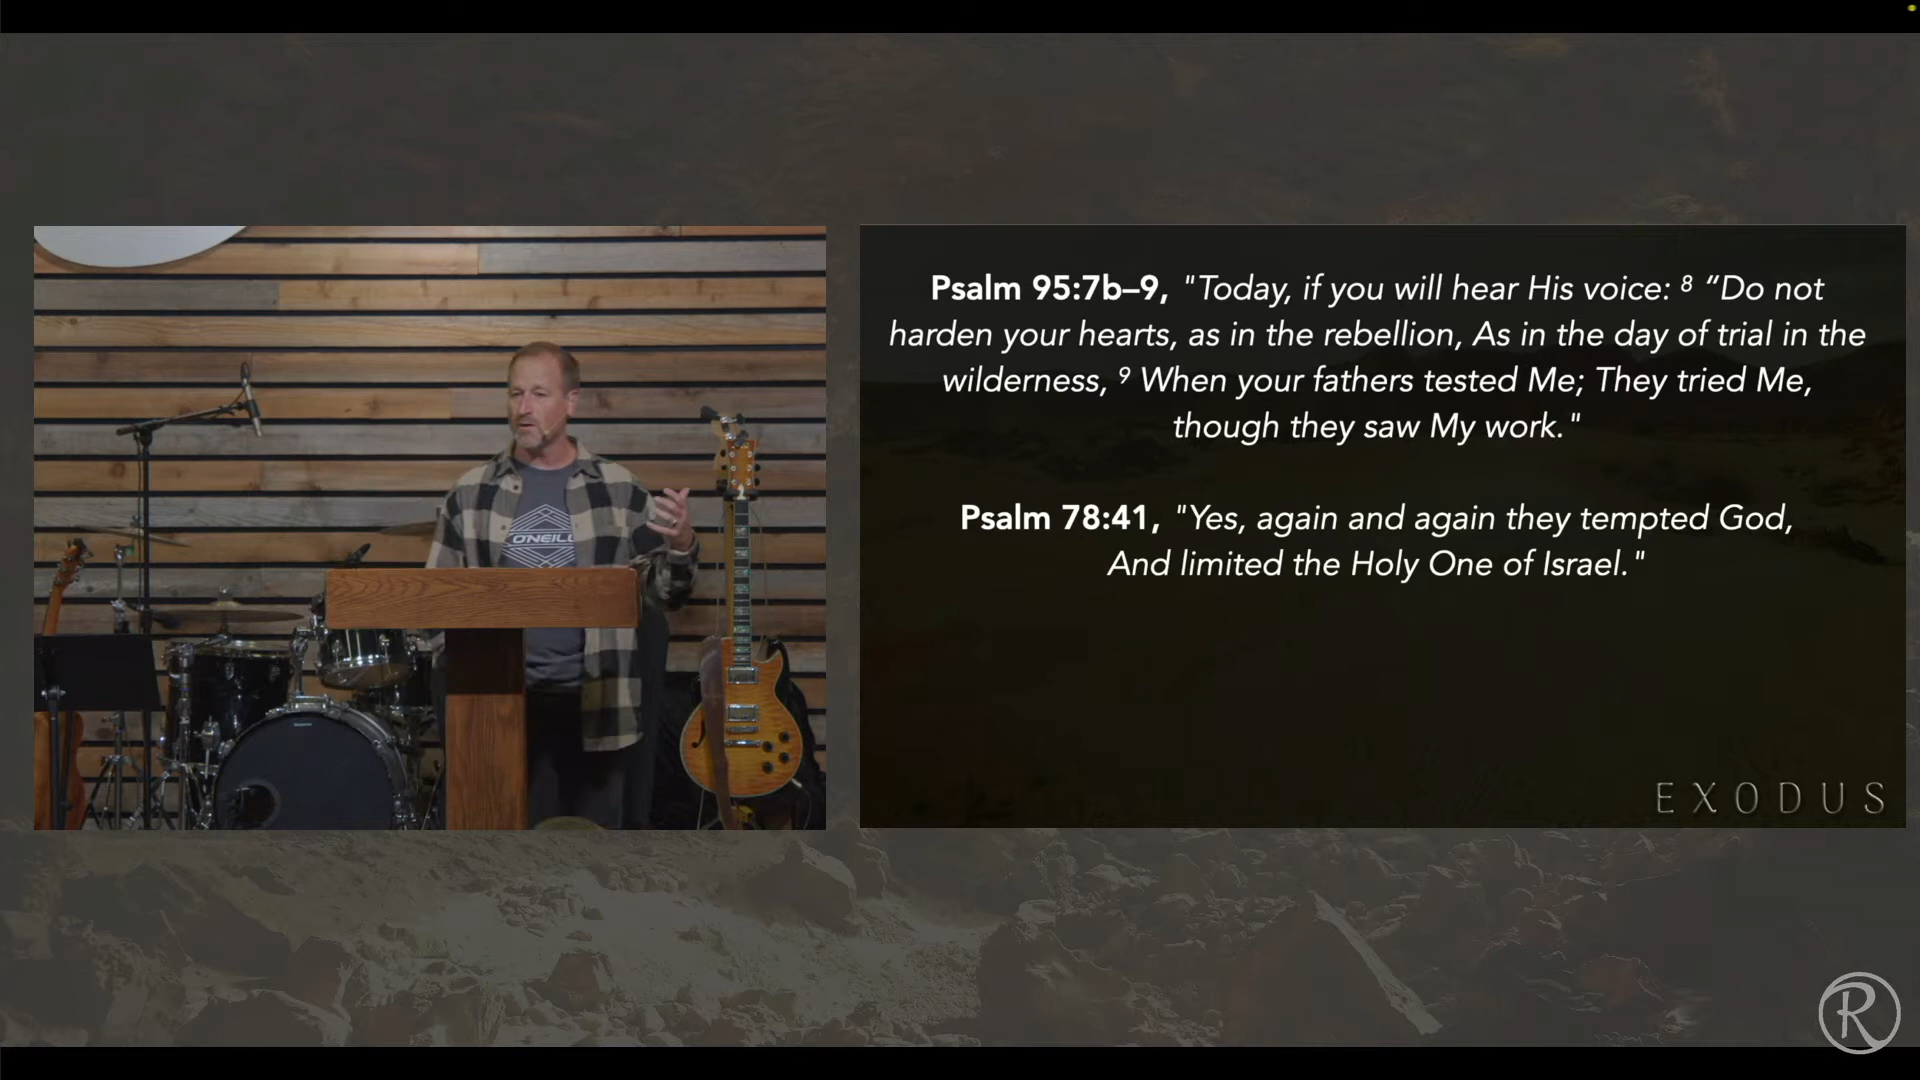 Psalm 95:7b–9, "Today, if you will hear His voice: ⁸ “Do not
harden your hearts, as in the rebellion, As in the day of trial in the
wilderness, ⁹ When your fathers tested Me; They tried Me,
though they saw My work."
Psalm 78:41, "Yes, again and again they tempted God,
And limited the Holy One of Israel."
O'NEILL
EXODUS
R